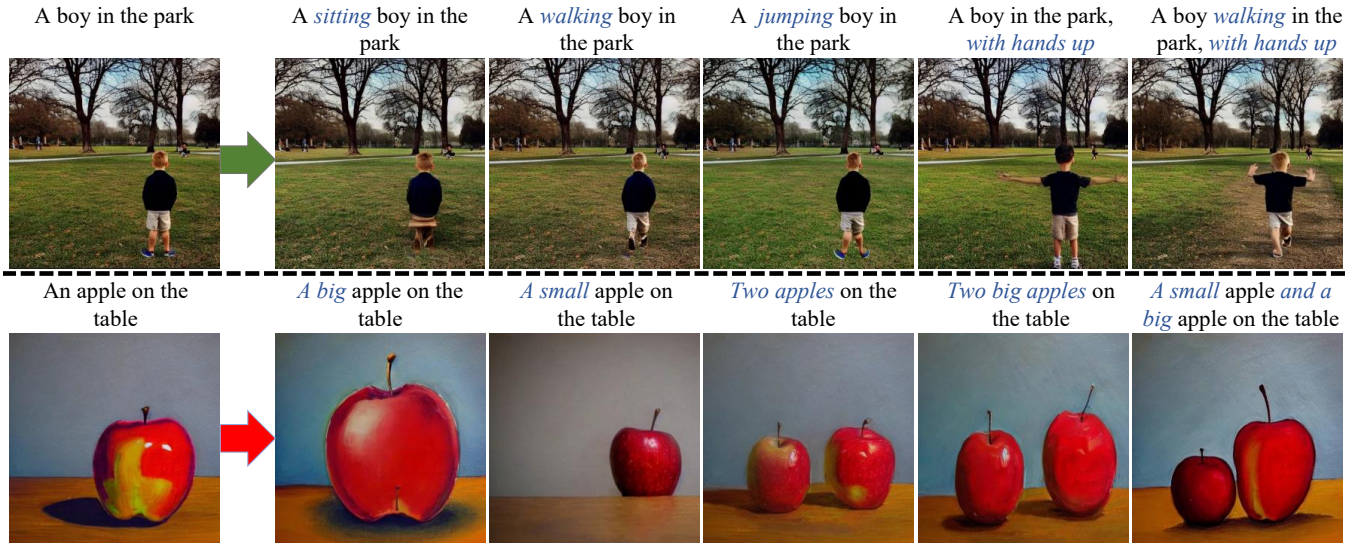 A boy in the park
A sitting boy in the
park
A walking boy in
the park
A jumping boy in
the park
A boy in the park,
with hands up
A boy walking in the
park, with hands up
An apple on the
table
A big apple on the
table
A small apple on
the table
Two apples on the
table
Two big apples on
the table
A small apple and a
big apple on the table